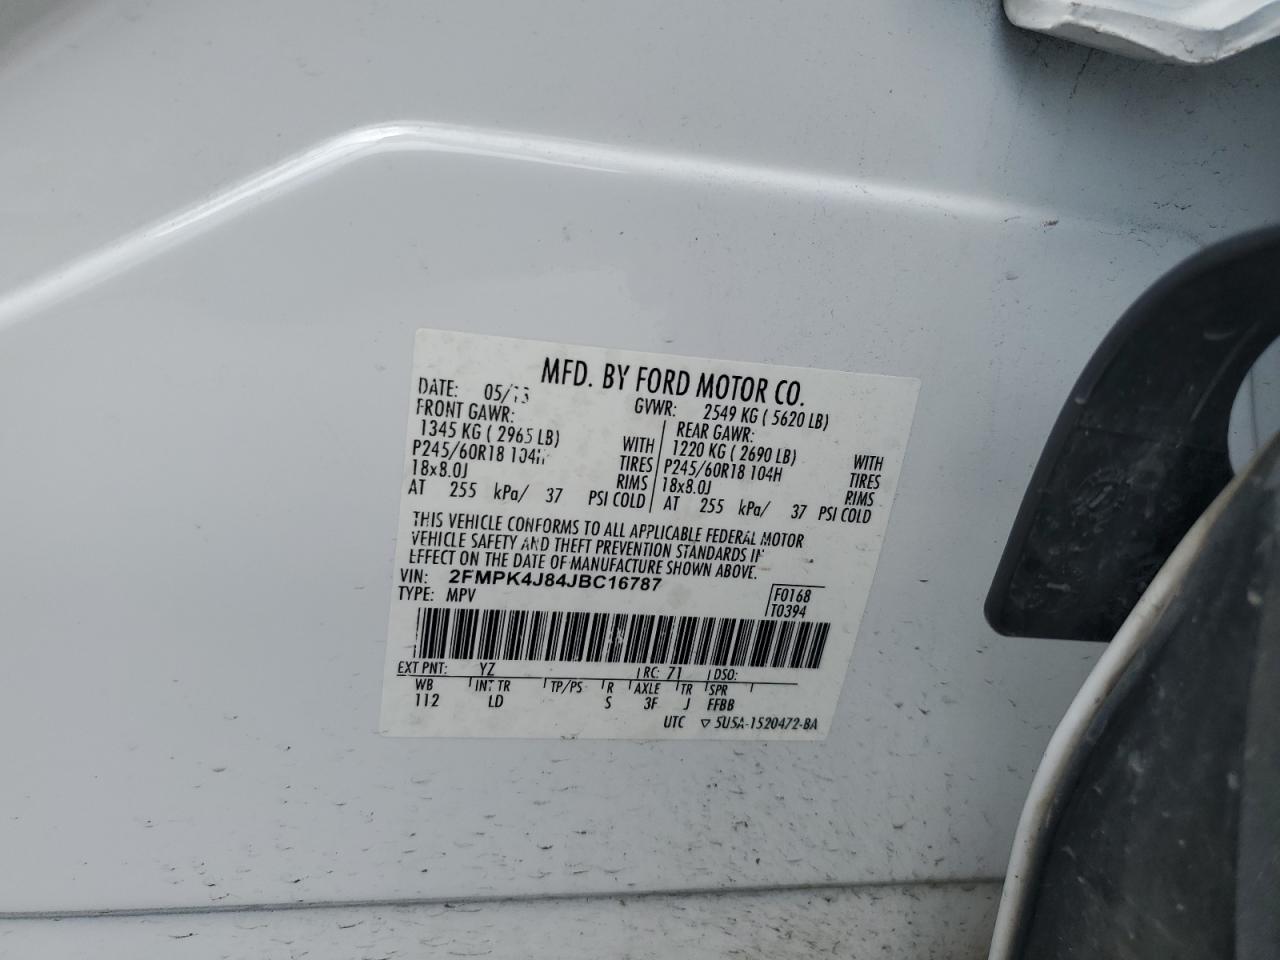 MFD. BY FORD MOTOR CO.
DATE: GVWR: 2549 KG ( 5620 LB)
FRONT GAWR: REAR GAWR:
1345 KG ( 2965 LB) WITH 1220 KG ( 2690 LB) WITH
P245/60R18 104H TIRES P245/60R18 104H TIRES
18x8.0J RIMS 18x8.0J RIMS
AT 255 kPa/ 37 PSI COLD AT 255 kPa/ 37 PSI COLD
THIS VEHICLE CONFORMS TO ALL APPLICABLE FEDERAL MOTOR
VEHICLE SAFETY AND THEFT PREVENTION STANDARDS IN
EFFECT ON THE DATE OF MANUFACTURE SHOWN ABOVE.
VIN: 2FMPK4J84JBC16787
TYPE: MPV
F0168
T0394
EXT PNT: YZ RC: 71 DSO:
WB INT TR TP/PS R AXLE TR SPR
112 LD S 3F J FFBB
UTC ▽ 5U5A-1520472-BA